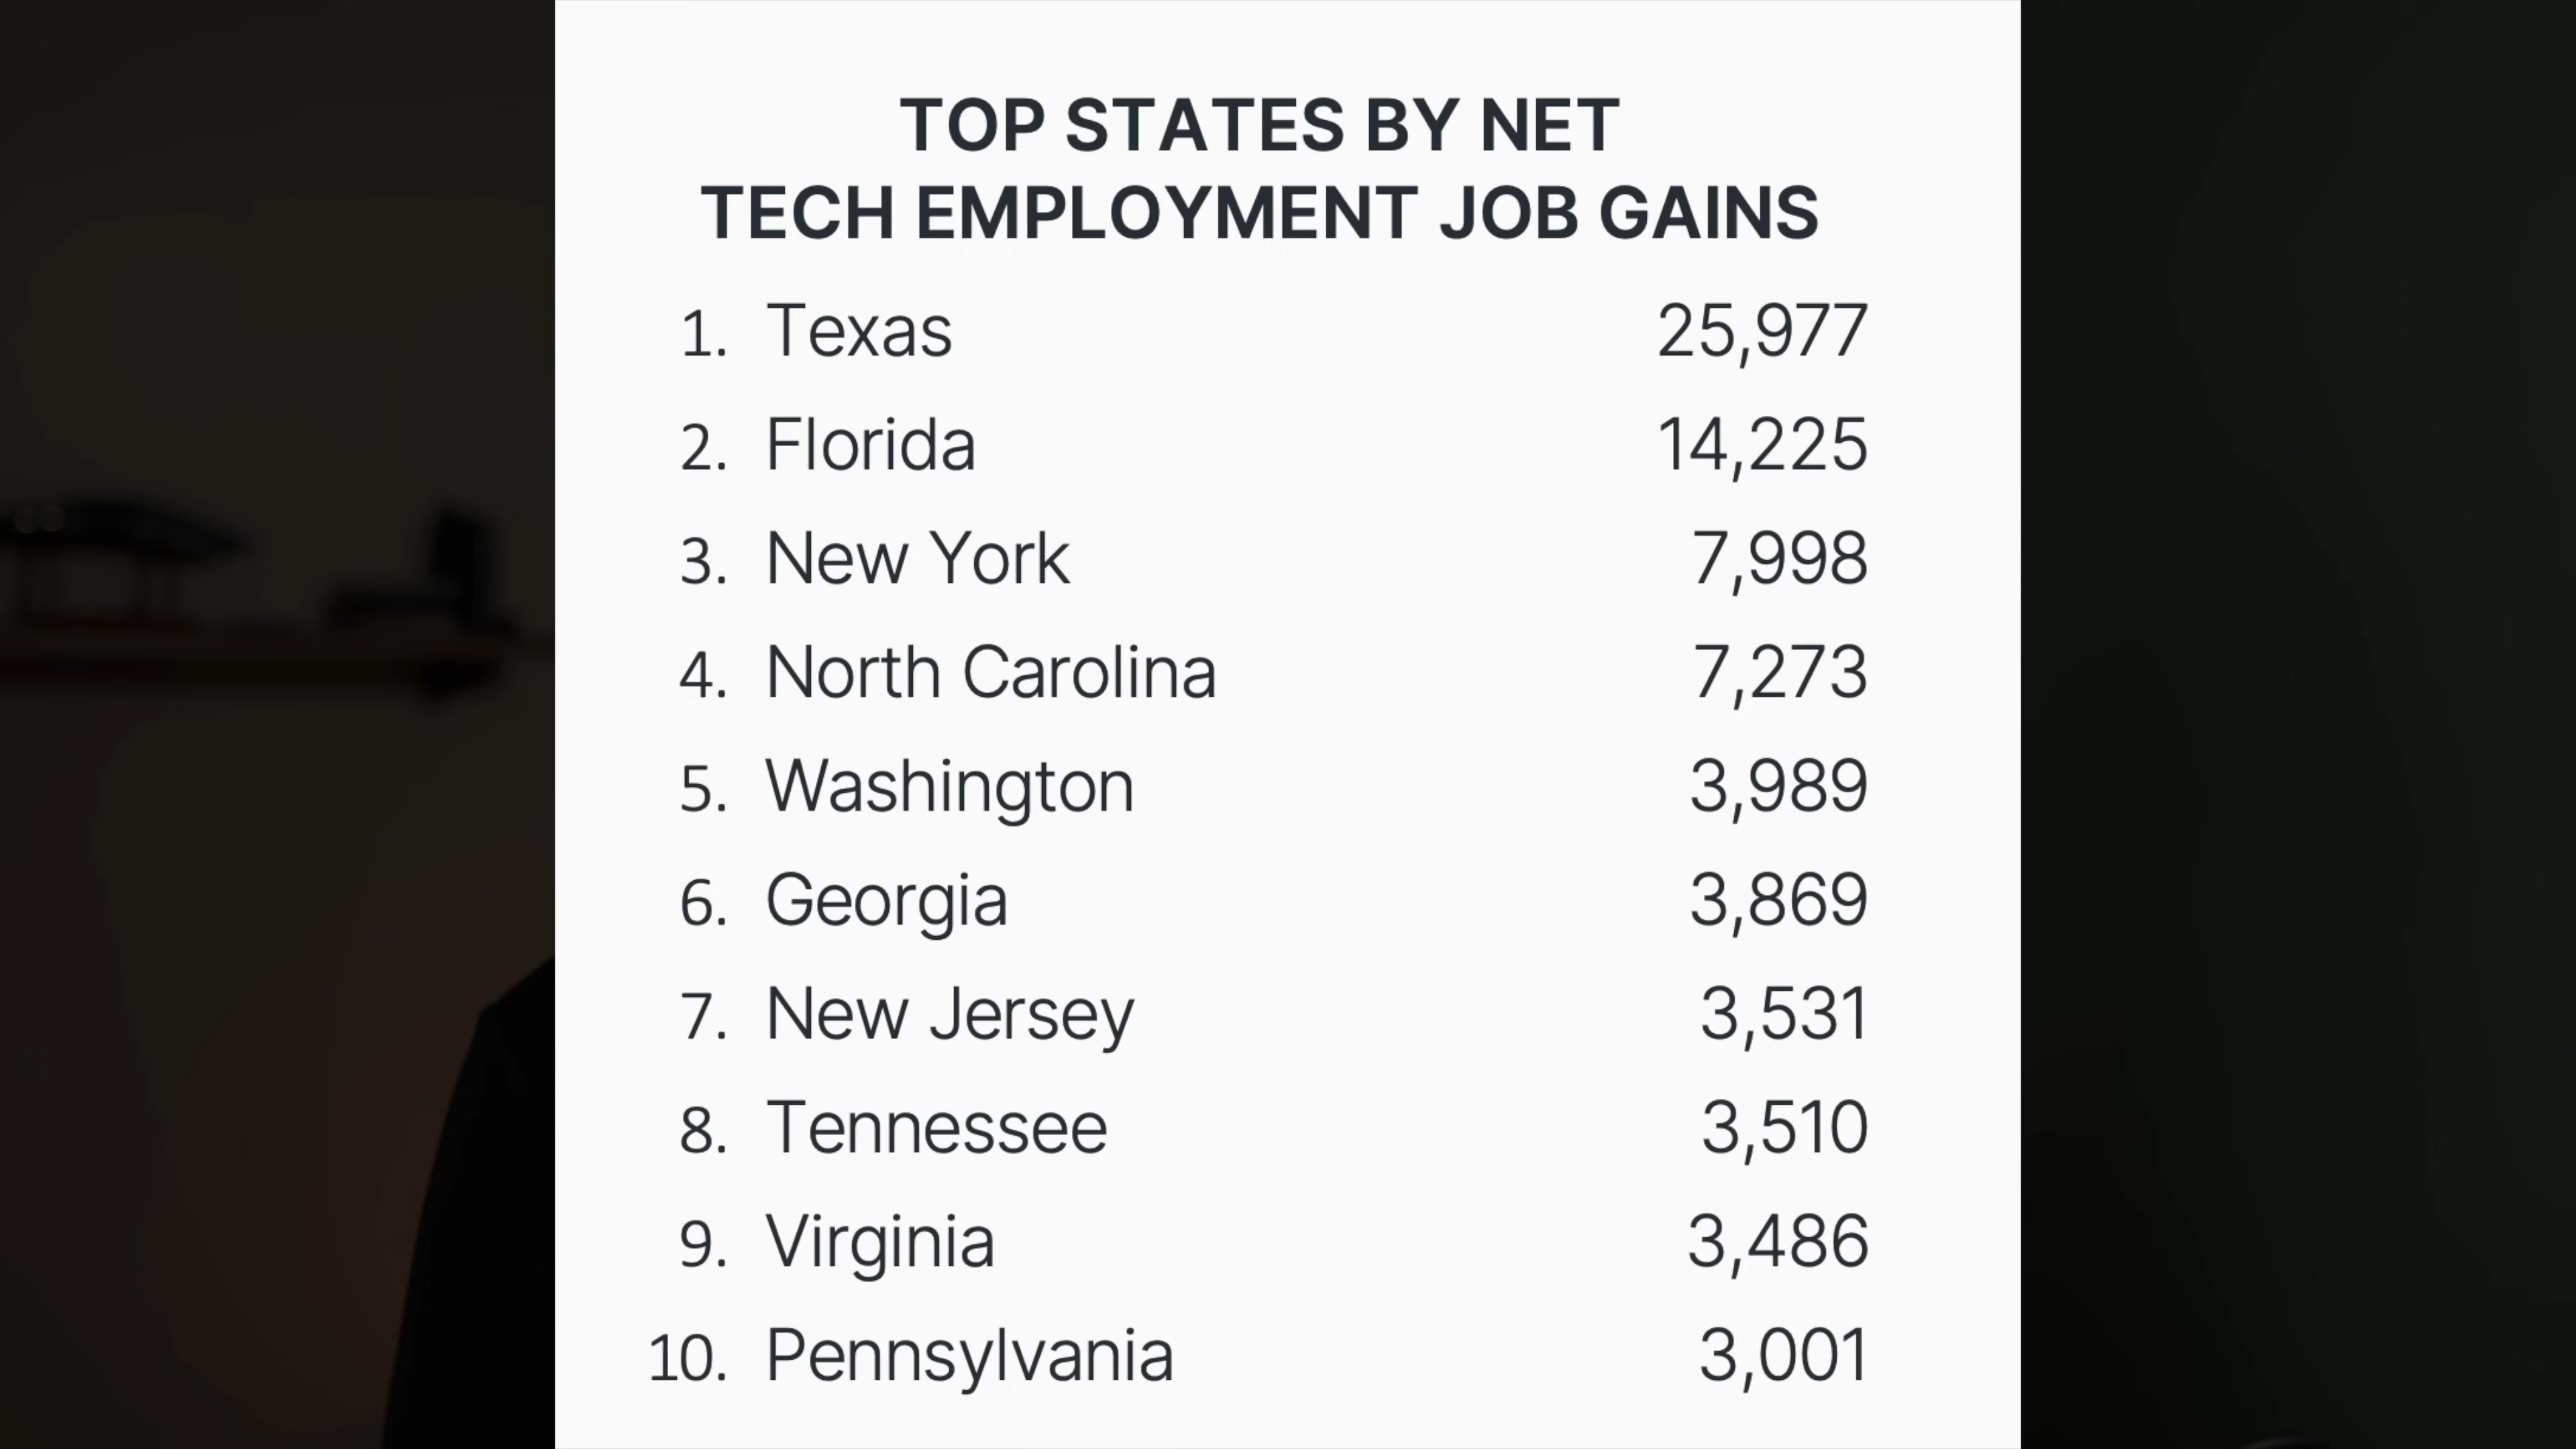 TOP STATES BY NET
TECH EMPLOYMENT JOB GAINS
1. Texas 25,977
2. Florida 14,225
3. New York 7,998
4. North Carolina 7,273
5. Washington 3,989
6. Georgia 3,869
7. New Jersey 3,531
8. Tennessee 3,510
9. Virginia 3,486
10. Pennsylvania 3,001